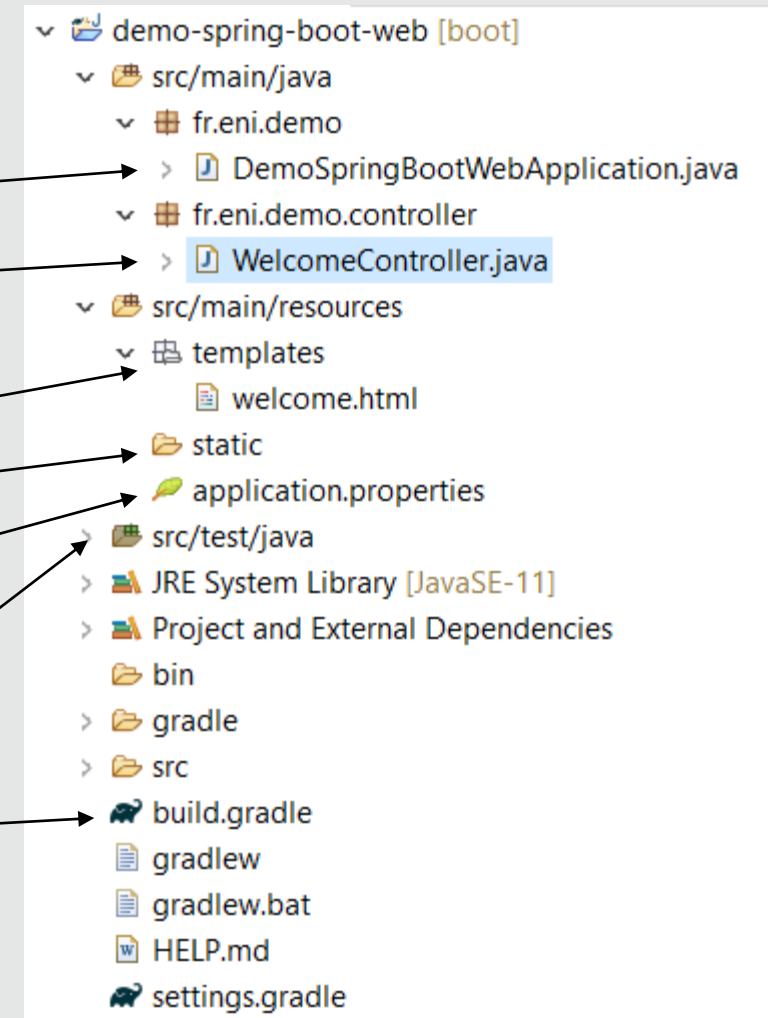 demo-spring-boot-web [boot]
src/main/java
fr.eni.demo
DemoSpringBootWebApplication.java
fr.eni.demo.controller
WelcomeController.java
src/main/resources
templates
welcome.html
static
application.properties
src/test/java
JRE System Library [JavaSE-11]
Project and External Dependencies
bin
gradle
src
build.gradle
gradlew
gradlew.bat
HELP.md
settings.gradle